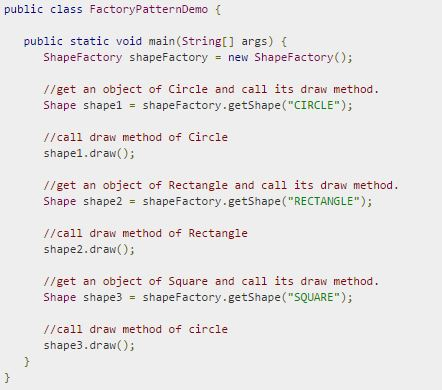 public class FactoryPatternDemo {
public static void main(String[] args) {
ShapeFactory shapeFactory = new ShapeFactory();
//get an object of Circle and call its draw method.
Shape shape1 = shapeFactory.getShape("CIRCLE");
//call draw method of Circle
shape1.draw();
//get an object of Rectangle and call its draw method.
Shape shape2 = shapeFactory.getShape("RECTANGLE");
//call draw method of Rectangle
shape2.draw();
//get an object of Square and call its draw method.
Shape shape3 = shapeFactory.getShape("SQUARE");
//call draw method of circle
shape3.draw();
}
}